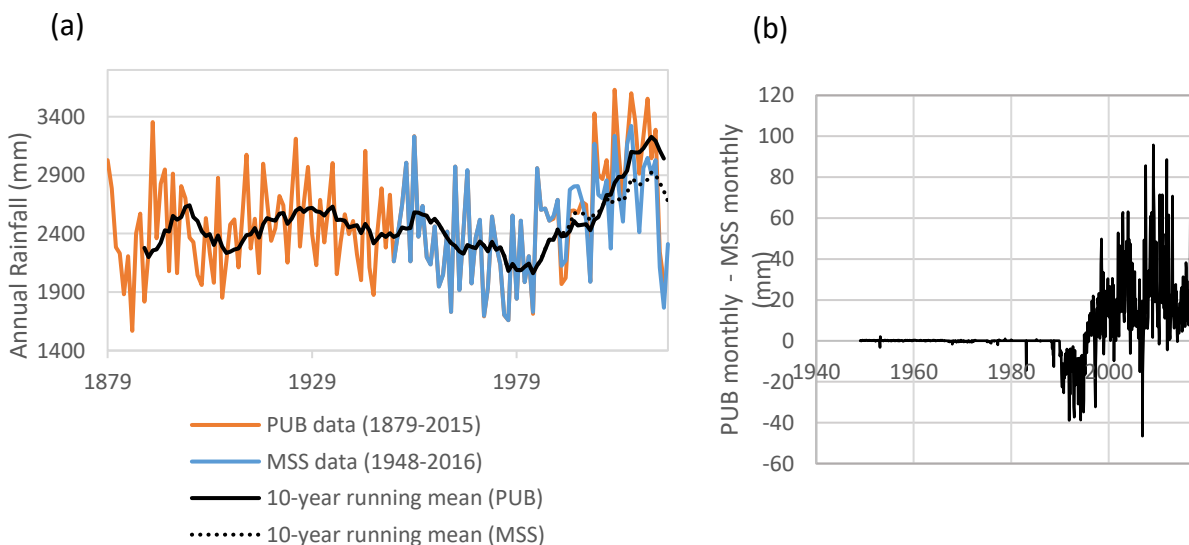 (a)
Annual Rainfall (mm)
3400
2900
2400
1900
1400
1879
1929
1979
PUB data (1879-2015)
MSS data (1948-2016)
10-year running mean (PUB)
10-year running mean (MSS)
(b)
PUB monthly - MSS monthly
(mm)
120
100
80
60
40
20
0
-20
-40
-60
1940
1960
1980
2000